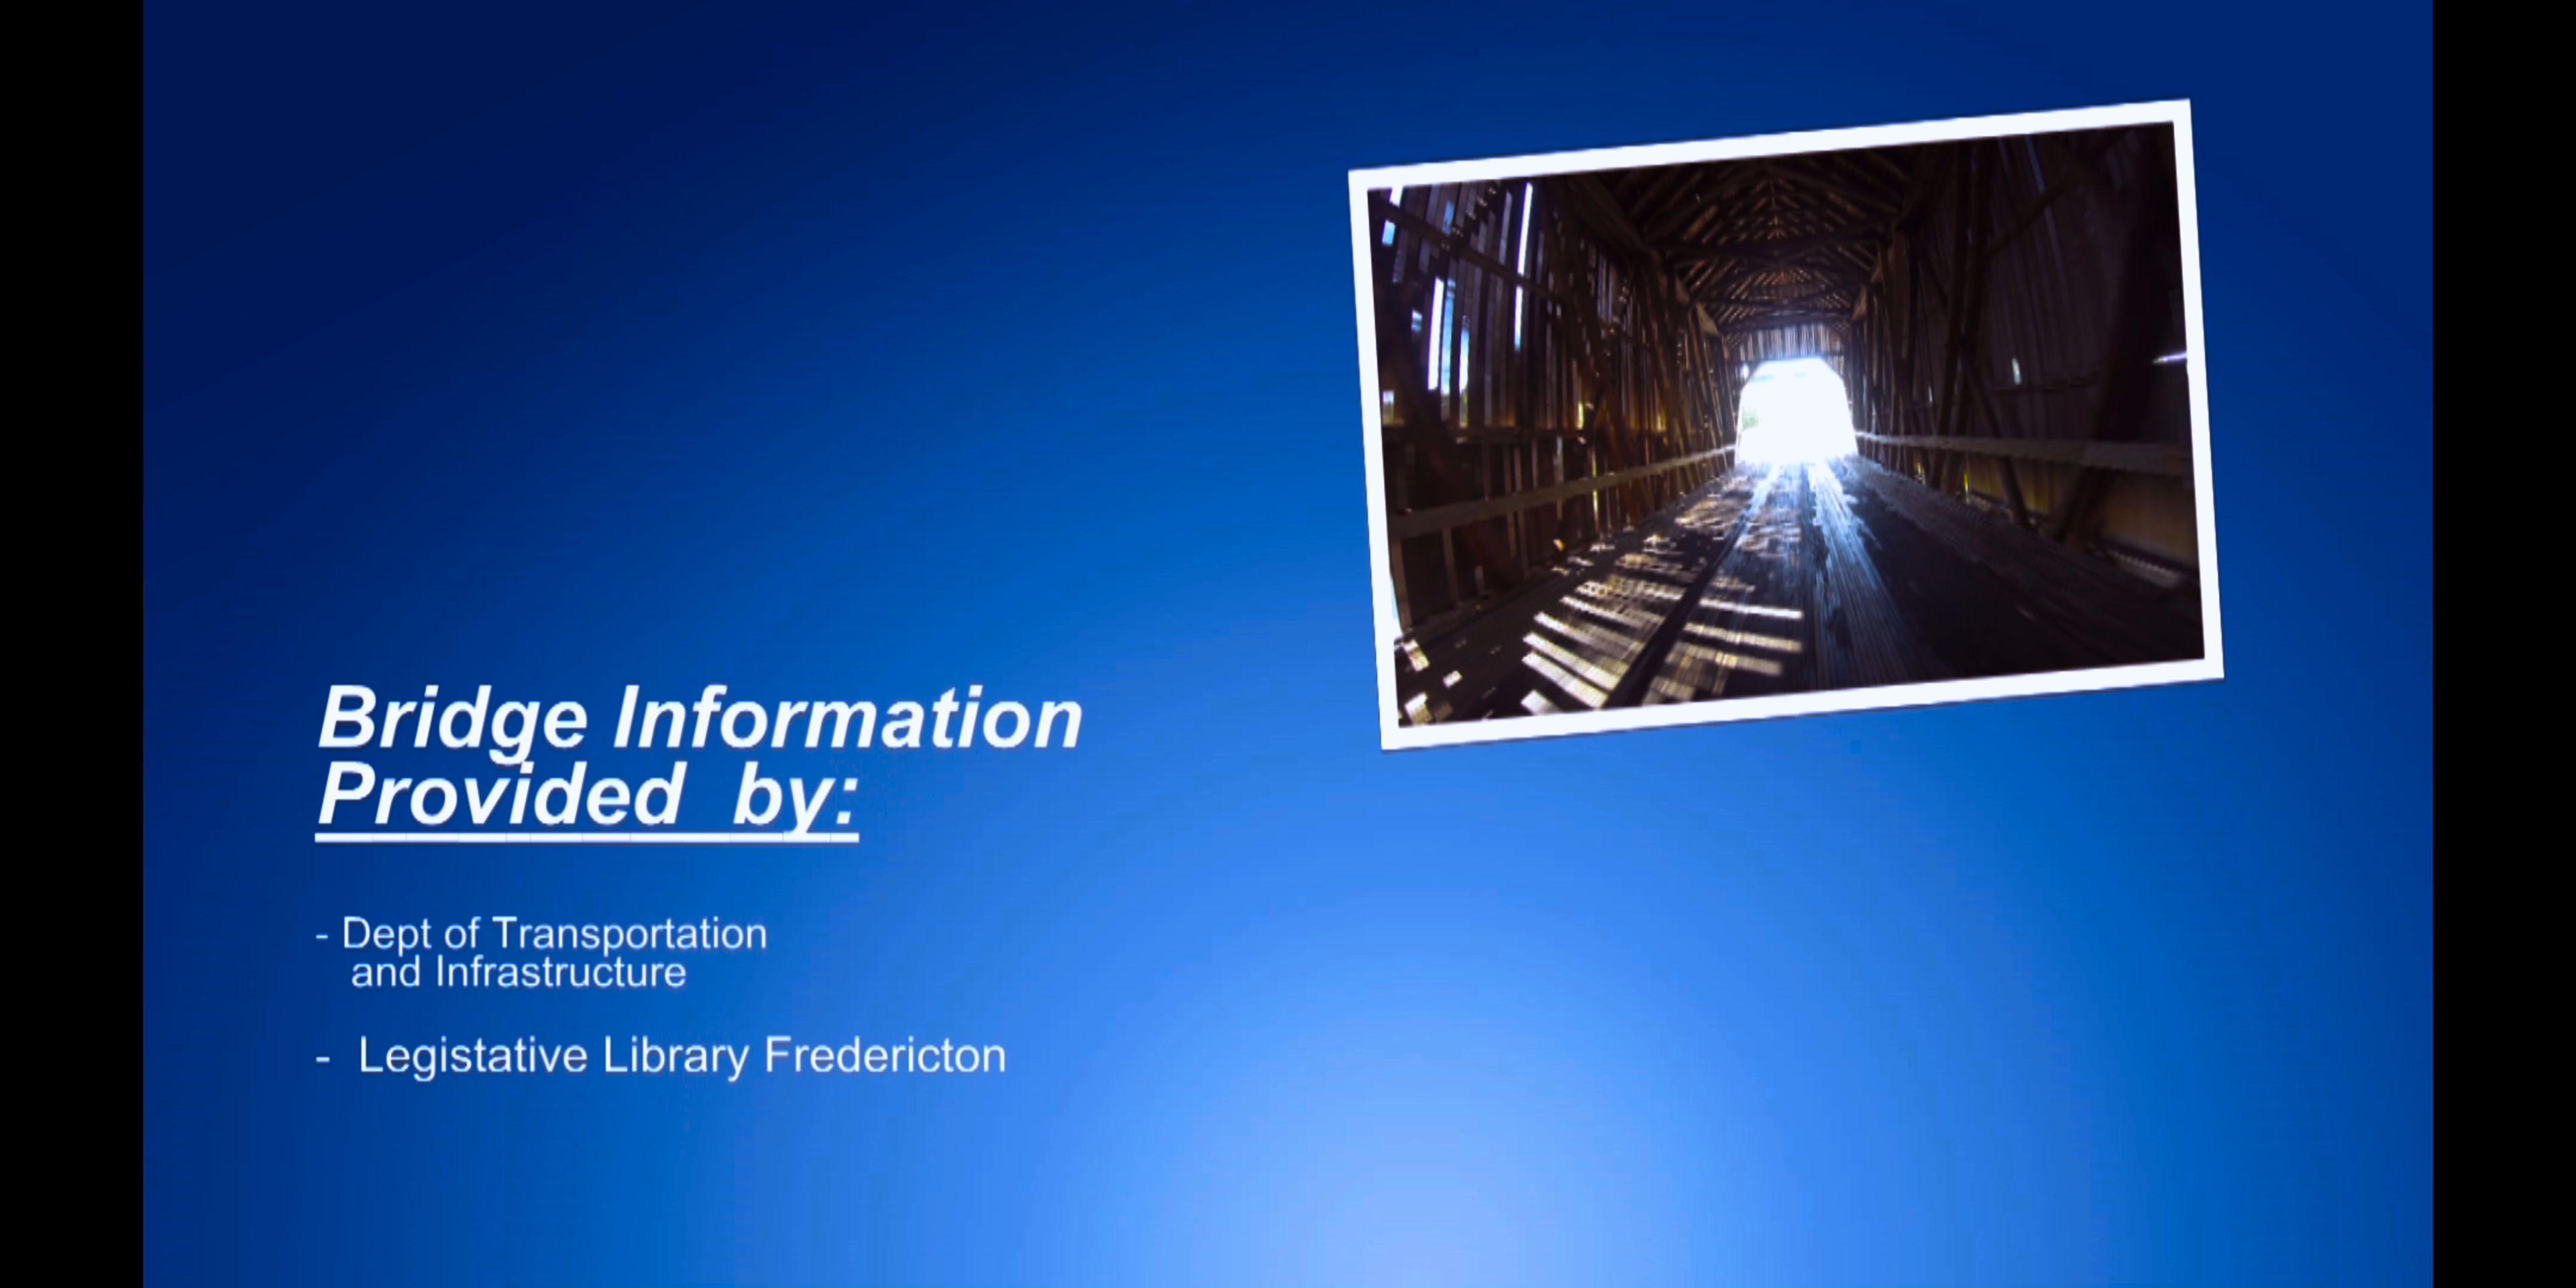 Bridge Information
Provided by:
- Dept of Transportation
and Infrastructure
- Legistative Library Fredericton